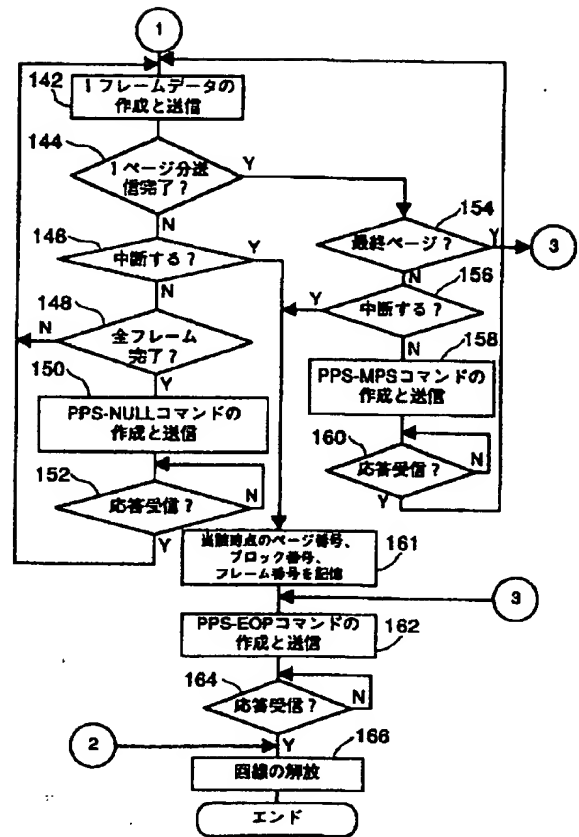 1
142
1フレームデータの
作成と送信
144
1ページ分送
信完了?
Y
N
146
中断する?
Y
N
148
全フレーム
完了?
N
Y
150
PPS-NULLコマンドの
作成と送信
152
応答受信?
N
Y
154
最終ページ?
Y
3
N
156
中断する?
Y
N
158
PPS-MPSコマンドの
作成と送信
160
応答受信?
N
Y
当該時点のページ番号、
ブロック番号、
フレーム番号を記憶
161
3
PPS-EOPコマンドの
作成と送信
162
164
応答受信?
N
Y
2
166
回線の解放
エンド